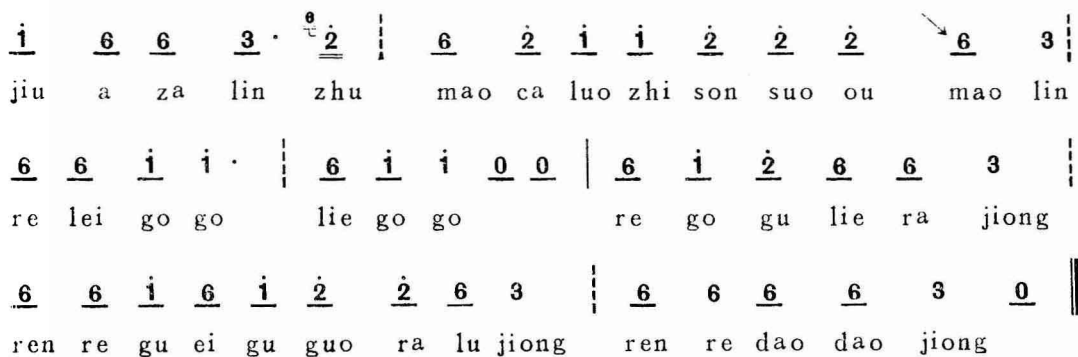 1̇ 6 6 3 · 6 2̇ ¦ 6 2̇ 1̇ 1̇ 2̇ 2̇ 2̇ 6 3 ¦
jiu a za lin zhu mao ca luo zhi son suo ou mao lin
6 6 1̇ 1̇ · ¦ 6 1̇ 1̇ 0 0 | 6 1̇ 2̇ 6 6 3 ¦
re lei go go lie go go re go gu lie ra jiong
6 6 1̇ 6 1̇ 2̇ 2̇ 6 3 ¦ 6 6 6 6 3 0 ‖
ren re gu ei gu guo ra lu jiong ren re dao dao jiong